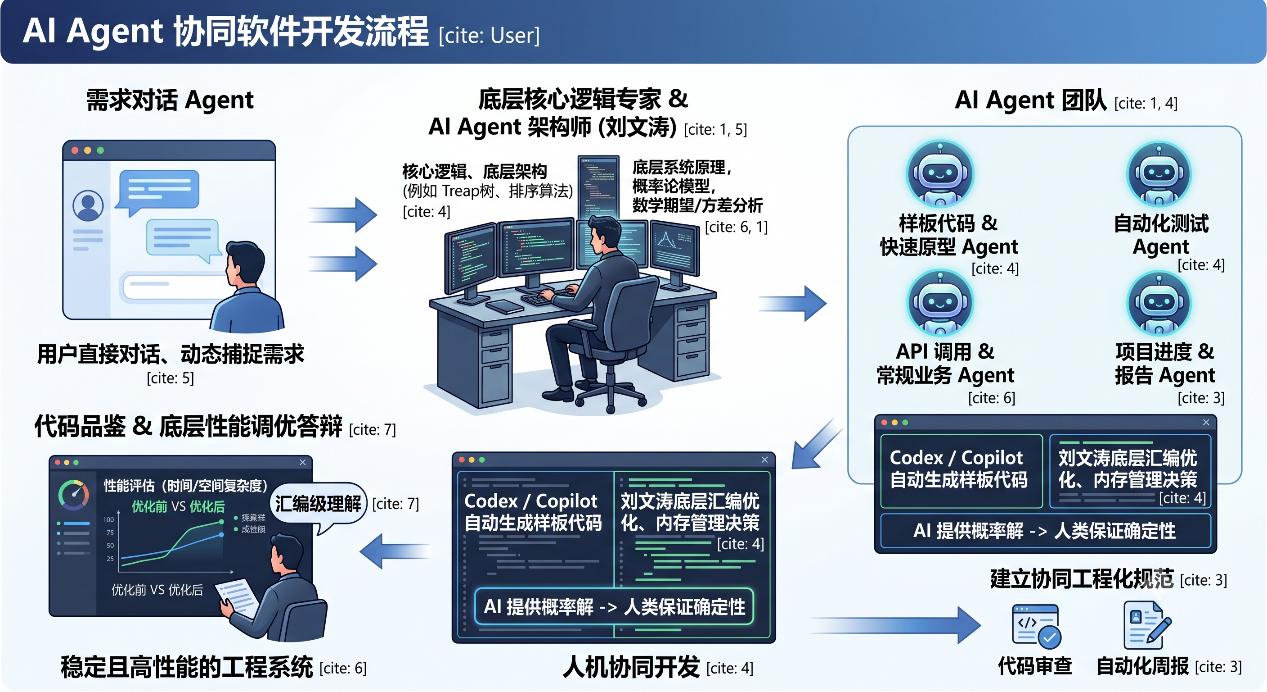 AI Agent 协同软件开发流程 [cite: User]
需求对话 Agent
用户直接对话、动态捕捉需求
[cite: 5]
底层核心逻辑专家 &
AI Agent 架构师 (刘文涛) [cite: 1, 5]
核心逻辑、底层架构
(例如 Treap树、排序算法)
[cite: 4]
底层系统原理，
概率论模型，
数学期望/方差分析
[cite: 6, 1]
AI Agent 团队 [cite: 1, 4]
样板代码 &
快速原型 Agent
[cite: 4]
自动化测试
Agent
[cite: 4]
API 调用 &
常规业务 Agent
[cite: 6]
项目进度 &
报告 Agent
[cite: 3]
Codex / Copilot
自动生成样板代码
刘文涛底层汇编优
化、内存管理决策
[cite: 4]
AI 提供概率解 -> 人类保证确定性
代码品鉴 & 底层性能调优答辩 [cite: 7]
性能评估（时间/空间复杂度）
优化前 VS 优化后
100
75
50
25
优化前 VS 优化后
汇编级理解 [cite: 7]
稳定且高性能的工程系统 [cite: 6]
Codex / Copilot
自动生成样板代码
刘文涛底层汇编优
化、内存管理决策
[cite: 4]
AI 提供概率解 -> 人类保证确定性
人机协同开发 [cite: 4]
建立协同工程化规范 [cite: 3]
</>
代码审查
自动化周报 [cite: 3]